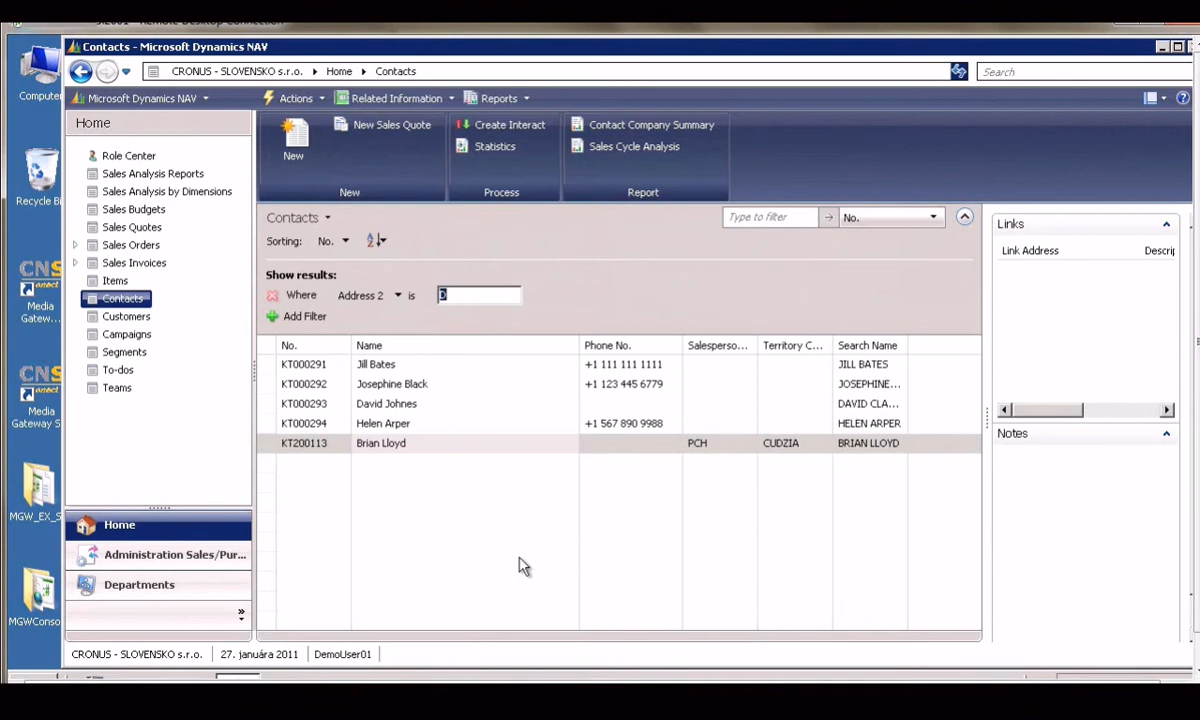 Contacts - Microsoft Dynamics NAV
CRONUS - SLOVENSKO s.r.o. Home Contacts
Search
Microsoft Dynamics NAV
Actions Related Information Reports
Computer
Recycle Bi
Media
Gatew...
Media
Gateway S
MGW_EX_S
MGWConso
Home
Role Center
Sales Analysis Reports
Sales Analysis by Dimensions
Sales Budgets
Sales Quotes
Sales Orders
Sales Invoices
Items
Contacts
Customers
Campaigns
Segments
To-dos
Teams
Home
Administration Sales/Pur...
Departments
New
New Sales Quote
New
Create Interact
Statistics
Process
Contact Company Summary
Sales Cycle Analysis
Report
Contacts
Type to filter No.
Sorting: No.
Show results:
Where Address 2 is D
Add Filter
No. Name Phone No. Salesperso... Territory C... Search Name
KT000291 Jill Bates +1 111 111 1111 JILL BATES
KT000292 Josephine Black +1 123 445 6779 JOSEPHINE...
KT000293 David Johnes DAVID CLA...
KT000294 Helen Arper +1 567 890 9988 HELEN ARPER
KT200113 Brian Lloyd PCH CUDZIA BRIAN LLOYD
Links
Link Address Descrip
Notes
CRONUS - SLOVENSKO s.r.o. 27. januára 2011 DemoUser01